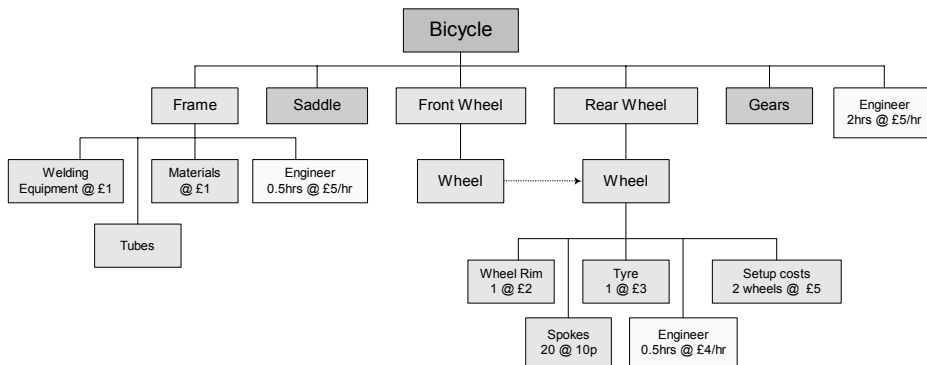 Bicycle
Frame
Saddle
Front Wheel
Rear Wheel
Gears
Engineer
2hrs @ £5/hr
Welding
Equipment @ £1
Materials
@ £1
Engineer
0.5hrs @ £5/hr
Wheel
Wheel
Tubes
Wheel Rim
1 @ £2
Tyre
1 @ £3
Setup costs
2 wheels @ £5
Spokes
20 @ 10p
Engineer
0.5hrs @ £4/hr